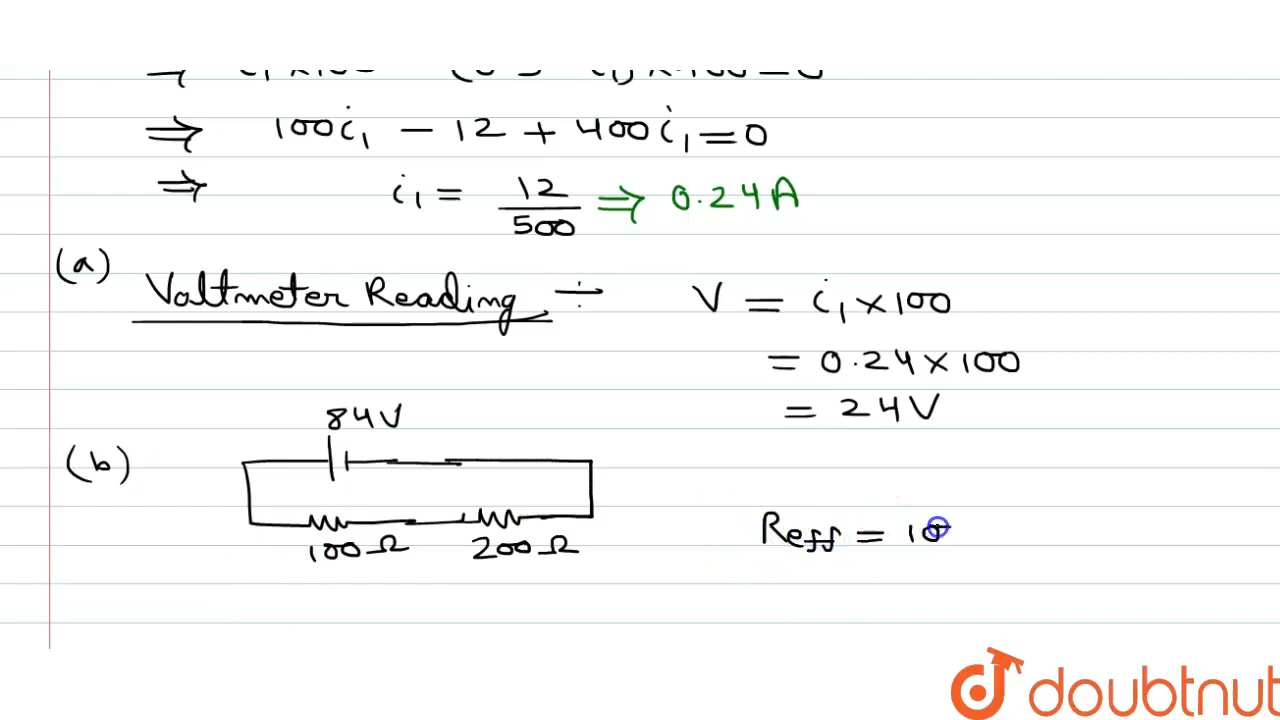 ⇒ 100i₁ - 12 + 400i₁ = 0
⇒ i₁ = 12/500 ⇒ 0.24A
(a) Voltmeter Reading ÷ V = i₁ × 100
= 0.24 × 100
= 24V
84V
(b)
Reff = 10
100Ω 200Ω
doubtnut